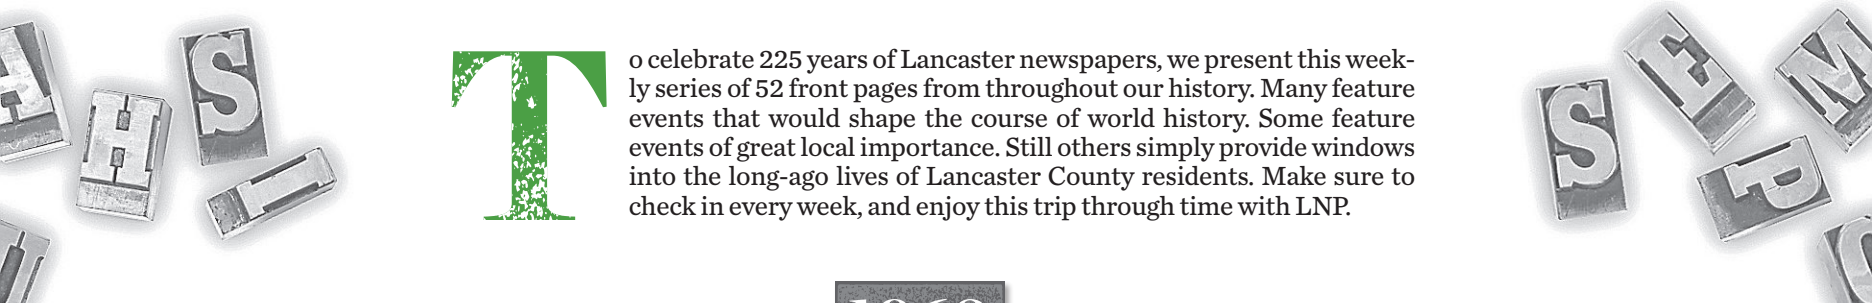 To celebrate 225 years of Lancaster newspapers, we present this week-
ly series of 52 front pages from throughout our history. Many feature
events that would shape the course of world history. Some feature
events of great local importance. Still others simply provide windows
into the long-ago lives of Lancaster County residents. Make sure to
check in every week, and enjoy this trip through time with LNP.
A
H
S
I
S
E
M
P